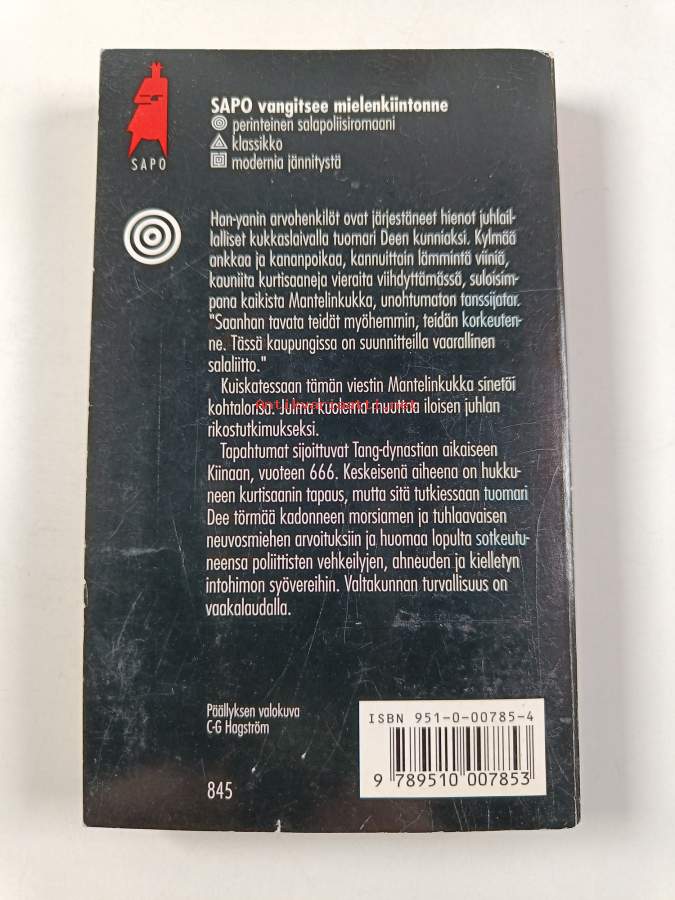 SAPO
SAPO vangitsee mielenkiintonne
perinteinen salapoliisiromaani
klassikko
modernia jännitystä
Han-yanin arvohenkilöt ovat järjestäneet hienot juhlail-
lalliset kukkaslaivalla tuomari Deen kunniaksi. Kylmää
ankkaa ja kananpoikaa, kannuittain lämmintä viiniä,
kauniita kurtisaaneja vieraita viihdyttämässä, suloisim-
pana kaikista Mantelinkukka, unohtumaton tanssijatar.
"Saanhan tavata teidät myöhemmin, teidän korkeuten-
ne. Tässä kaupungissa on suunnitteilla vaarallinen
salaliitto."
Kuiskatessaan tämän viestin Mantelinkukka sinetöi
kohtalonsa. Julma kuolema muuttaa iloisen juhlan
Antikvariaatti.net
rikostutkimukseksi.
Tapahtumat sijoittuvat Tang-dynastian aikaiseen
Kiinaan, vuoteen 666. Keskeisenä aiheena on hukku-
neen kurtisaanin tapaus, mutta sitä tutkiessaan tuomari
Dee törmää kadonneen morsiamen ja tuhlaavaisen
neuvosmiehen arvoituksiin ja huomaa lopulta sotkeutu-
neensa poliittisten vehkeilyjen, ahneuden ja kielletyn
intohimon syövereihin. Valtakunnan turvallisuus on
vaakalaudalla.
Päällyksen valokuva
C-G Hagström
845
ISBN 951-0-00785-4
9 789510 007853